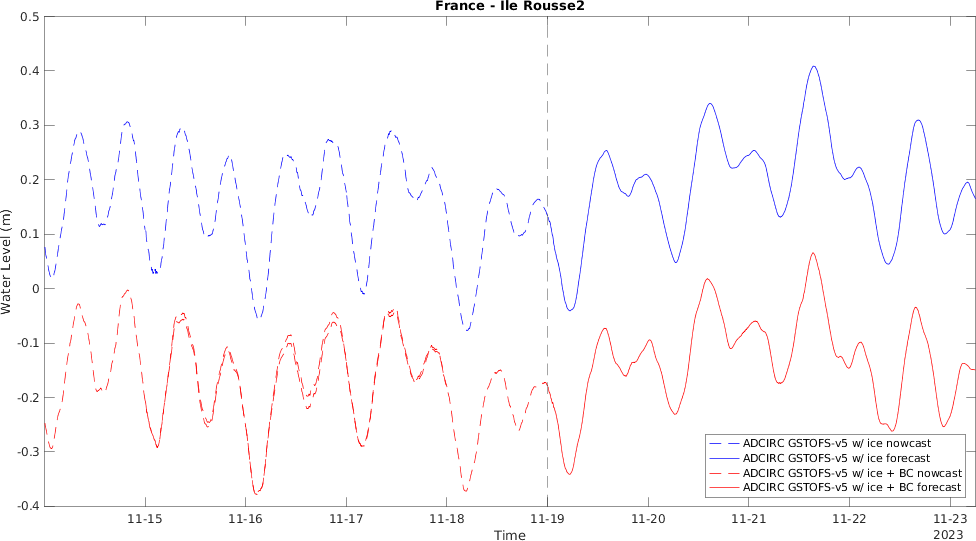 France - Ile Rousse2
Water Level (m)
0.5
0.4
0.3
0.2
0.1
0
-0.1
-0.2
-0.3
-0.4
ADCIRC GSTOFS-v5 w/ ice nowcast
ADCIRC GSTOFS-v5 w/ ice forecast
ADCIRC GSTOFS-v5 w/ ice + BC nowcast
ADCIRC GSTOFS-v5 w/ ice + BC forecast
11-15 11-16 11-17 11-18 11-19 11-20 11-21 11-22 11-23
2023
Time